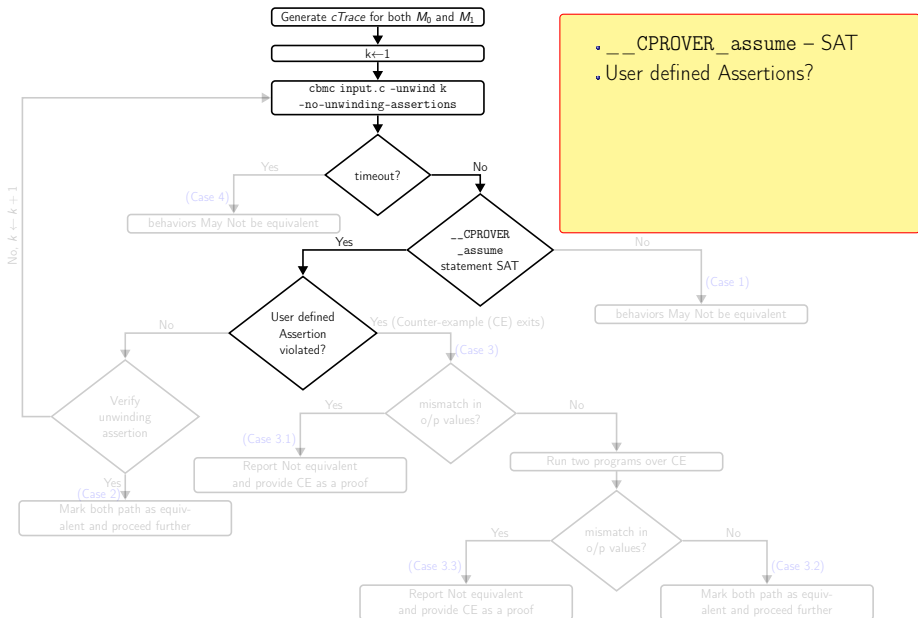 Generate cTrace for both M₀ and M₁
k←1
cbmc input.c -unwind k
-no-unwinding-assertions
__CPROVER_assume – SAT
User defined Assertions?
timeout?
Yes
No
(Case 4)
behaviors May Not be equivalent
No, k ← k + 1
__CPROVER
_assume
statement SAT
Yes
No
(Case 1)
behaviors May Not be equivalent
User defined
Assertion
violated?
No
Yes (Counter-example (CE) exits)
(Case 3)
Verify
unwinding
assertion
Yes
(Case 2)
Mark both path as equiv-
alent and proceed further
mismatch in
o/p values?
Yes
No
(Case 3.1)
Report Not equivalent
and provide CE as a proof
Run two programs over CE
mismatch in
o/p values?
Yes
No
(Case 3.3)
(Case 3.2)
Report Not equivalent
and provide CE as a proof
Mark both path as equiv-
alent and proceed further